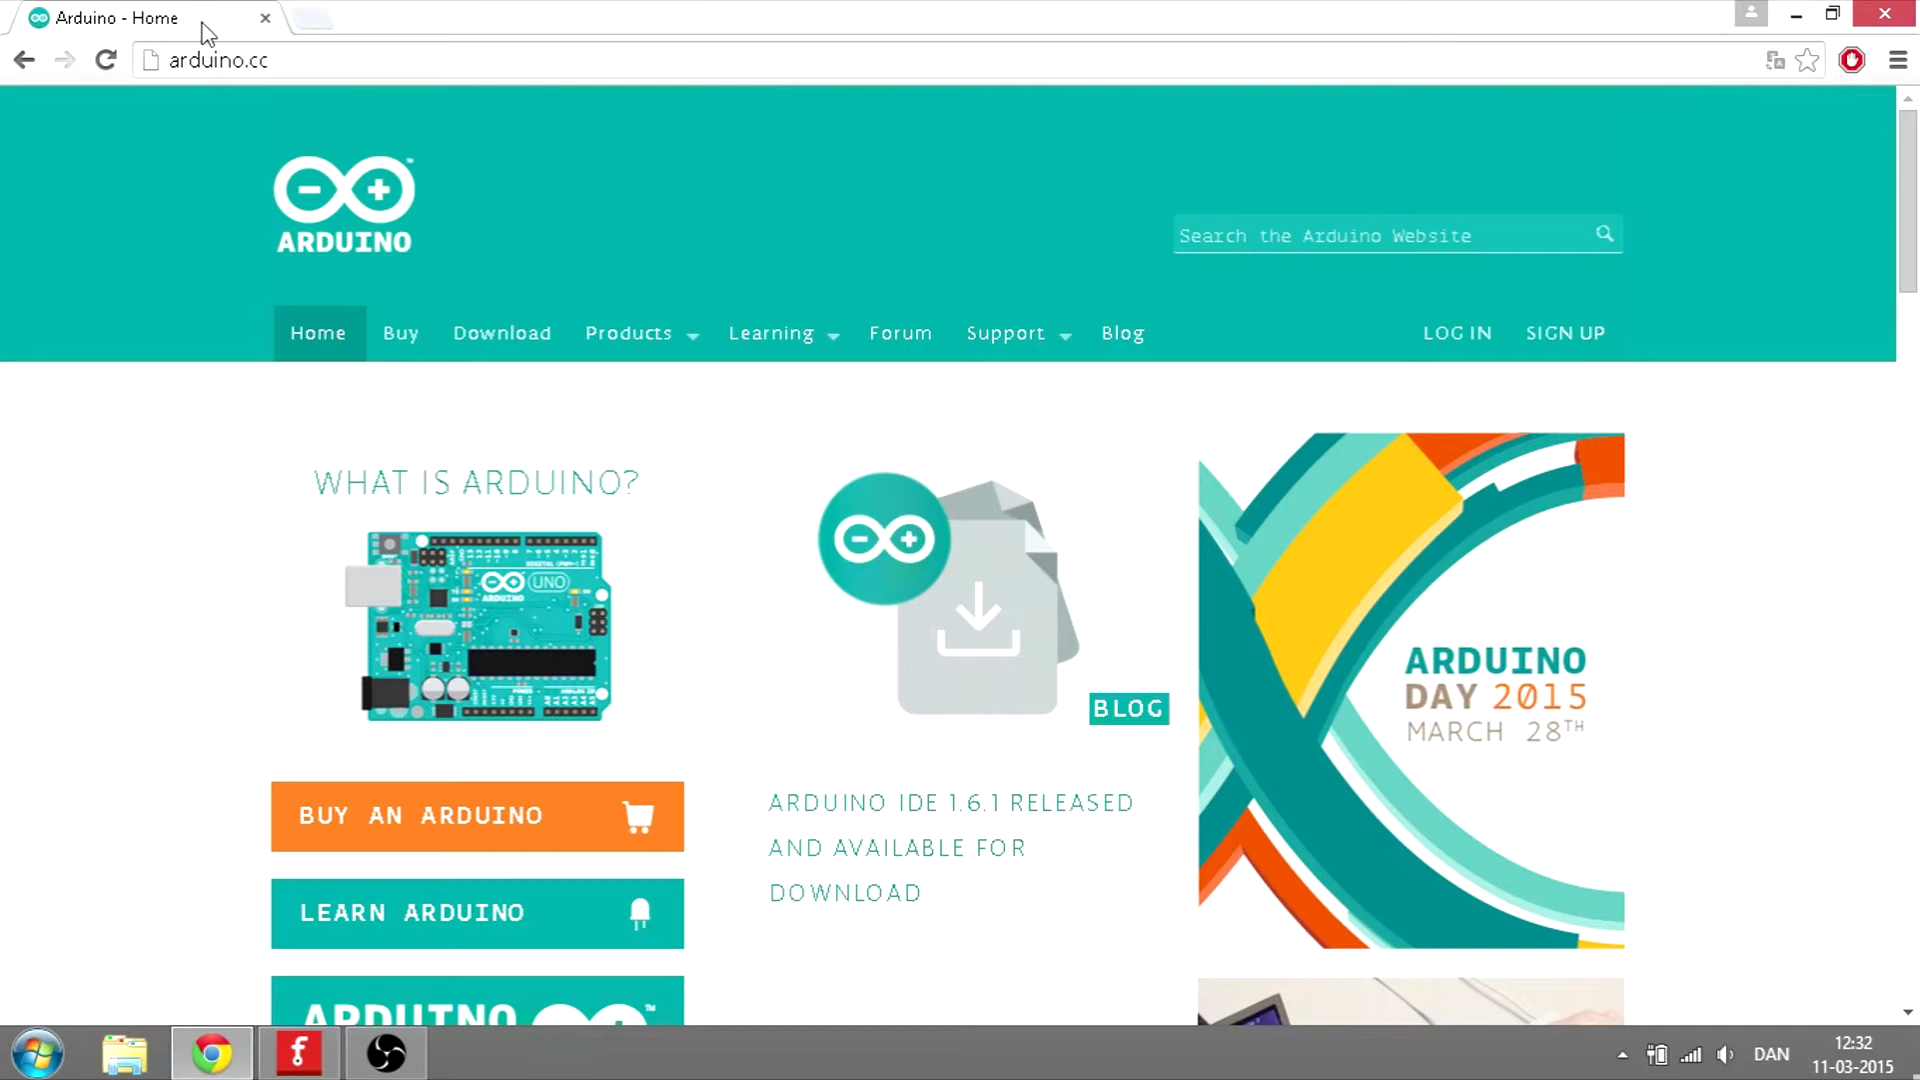 Arduino - Home
arduino.cc
ARDUINO
Search the Arduino Website
Home Buy Download Products Learning Forum Support Blog LOG IN SIGN UP
WHAT IS ARDUINO?
UNO
ARDUINO
BLOG
ARDUINO
DAY 2015
MARCH 28TH
BUY AN ARDUINO
ARDUINO IDE 1.6.1 RELEASED
AND AVAILABLE FOR
DOWNLOAD
LEARN ARDUINO
ARDUINO
DAN
12:32
11-03-2015